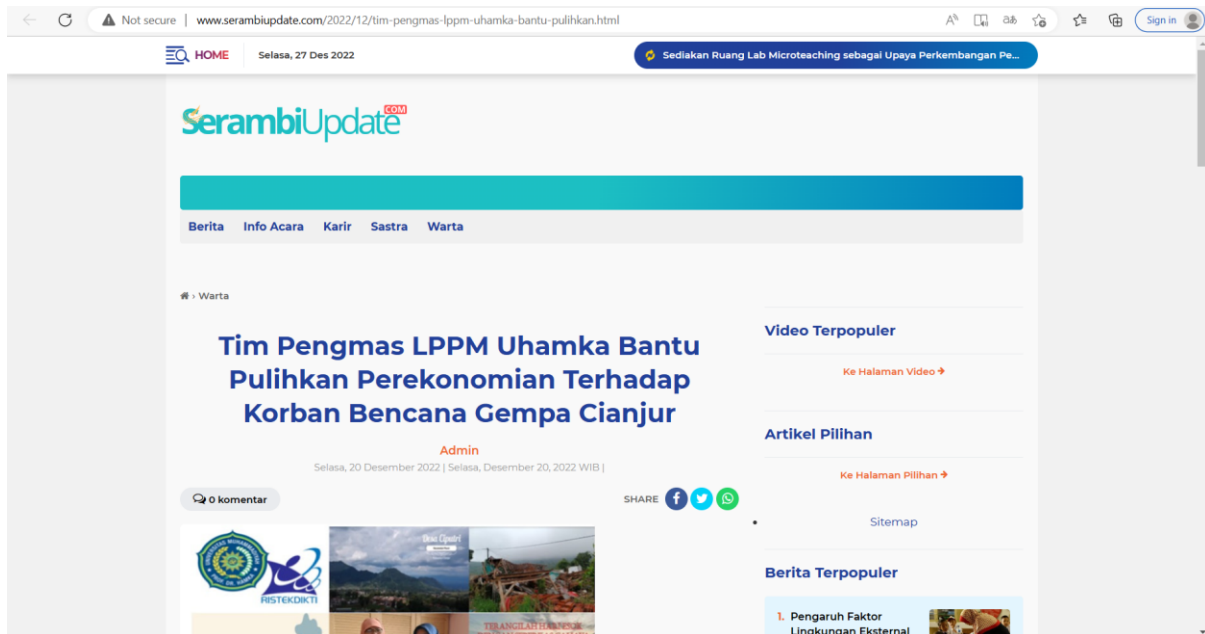 Not secure | www.serambiupdate.com/2022/12/tim-pengmas-lppm-uhamka-bantu-pulihkan.html
Sign in
HOME
Selasa, 27 Des 2022
Sediakan Ruang Lab Microteaching sebagai Upaya Perkembangan Pe...
SerambiUpdate
COM
Berita Info Acara Karir Sastra Warta
› Warta
Tim Pengmas LPPM Uhamka Bantu
Pulihkan Perekonomian Terhadap
Korban Bencana Gempa Cianjur
Admin
Selasa, 20 Desember 2022 | Selasa, Desember 20, 2022 WIB |
0 komentar
SHARE
RISTEKDIKTI
Desa Ciputri
Video Terpopuler
Ke Halaman Video
Artikel Pilihan
Ke Halaman Pilihan
Sitemap
Berita Terpopuler
1. Pengaruh Faktor
Lingkungan Eksternal